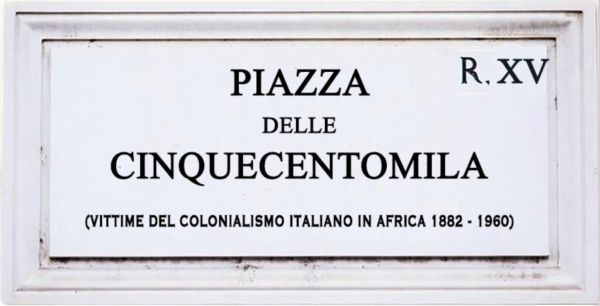 R. XV
PIAZZA
DELLE
CINQUECENTOMILA
(VITTIME DEL COLONIALISMO ITALIANO IN AFRICA 1882 - 1960)